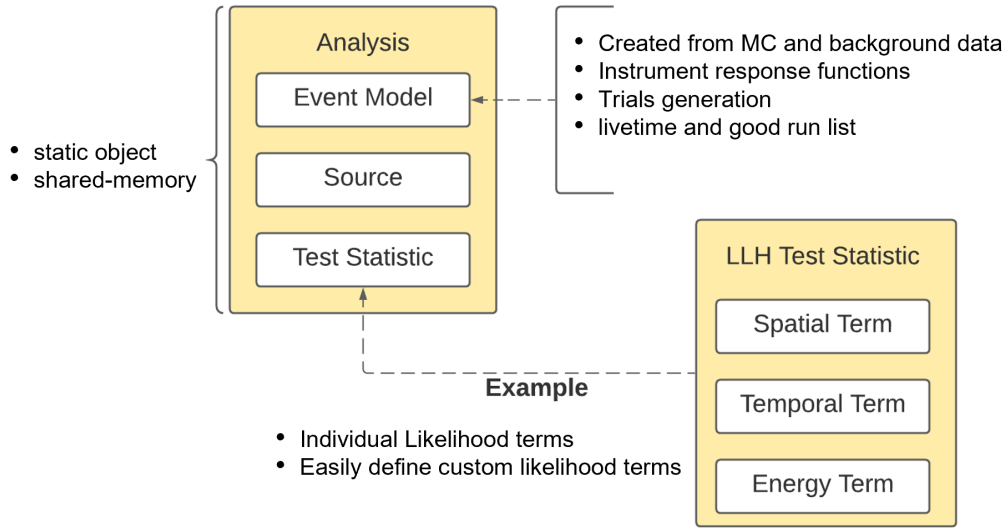 Analysis
Event Model
Source
Test Statistic
• static object
• shared-memory
• Created from MC and background data
• Instrument response functions
• Trials generation
• livetime and good run list
LLH Test Statistic
Spatial Term
Temporal Term
Energy Term
Example
• Individual Likelihood terms
• Easily define custom likelihood terms